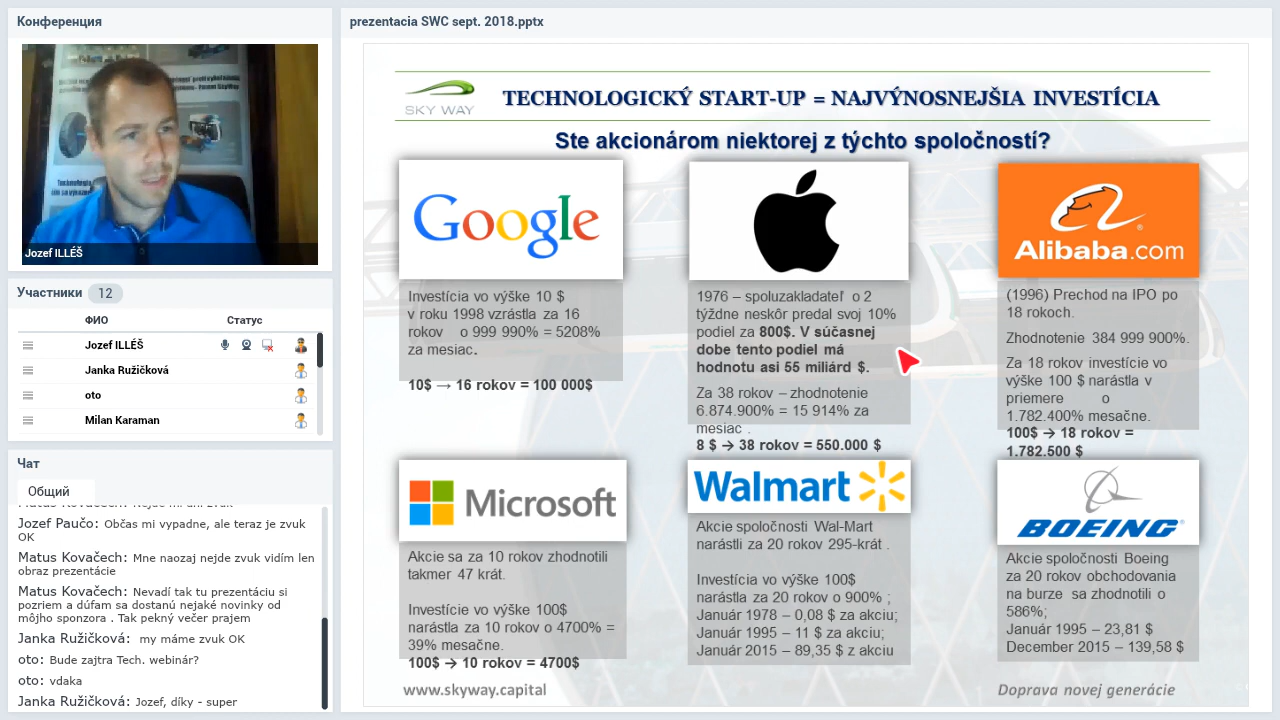 Конференция
Jozef ILLÉŠ
Участники 12
ФИО Статус
Jozef ILLÉŠ
Janka Ružičková
oto
Milan Karaman
Чат
Общий
Jozef Paučo: Občas mi vypadne, ale teraz je zvuk
OK
Matus Kovačech: Mne naozaj nejde zvuk vidím len
obraz prezentácie
Matus Kovačech: Nevadí tak tu prezentáciu si
pozriem a dúfam sa dostanú nejaké novinky od
môjho sponzora . Tak pekný večer prajem
Janka Ružičková: my máme zvuk OK
oto: Bude zajtra Tech. webinár?
oto: vdaka
Janka Ružičková: Jozef, díky - super
prezentacia SWC sept. 2018.pptx
SKY WAY
TECHNOLOGICKÝ START-UP = NAJVÝNOSNEJŠIA INVESTÍCIA
Ste akcionárom niektorej z týchto spoločností?
Google
Investícia vo výške 10 $
v roku 1998 vzrástla za 16
rokov o 999 990% = 5208%
za mesiac.
10$ → 16 rokov = 100 000$
1976 – spoluzakladateľ o 2
týždne neskôr predal svoj 10%
podiel za 800$. V súčasnej
dobe tento podiel má
hodnotu asi 55 miliárd $.
Za 38 rokov – zhodnotenie
6.874.900% = 15 914% za
mesiac .
8 $ → 38 rokov = 550.000 $
Alibaba.com
(1996) Prechod na IPO po
18 rokoch.
Zhodnotenie 384 999 900%.
Za 18 rokov investície vo
výške 100 $ narástla v
priemere o
1.782.400% mesačne.
100$ → 18 rokov =
1.782.500 $
Microsoft
Akcie sa za 10 rokov zhodnotili
takmer 47 krát.
Investície vo výške 100$
narástla za 10 rokov o 4700% =
39% mesačne.
100$ → 10 rokov = 4700$
Walmart
Akcie spoločnosti Wal-Mart
narástli za 20 rokov 295-krát .
Investícia vo výške 100$
narástla za 20 rokov o 900% ;
Január 1978 – 0,08 $ za akciu;
Január 1995 – 11 $ za akciu;
Január 2015 – 89,35 $ z akciu
BOEING
Akcie spoločnosti Boeing
za 20 rokov obchodovania
na burze sa zhodnotili o
586%;
Január 1995 – 23,81 $
December 2015 – 139,58 $
www.skyway.capital
Doprava novej generácie